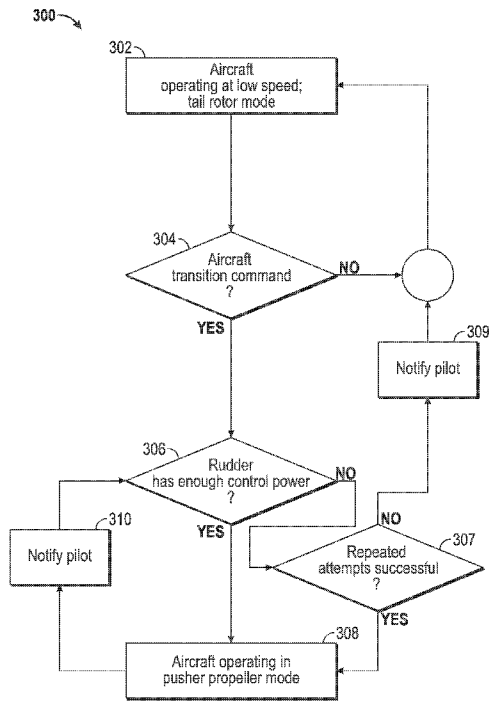 300
302
Aircraft
operating at low speed;
tail rotor mode
304
Aircraft
transition command
?
NO
YES
309
Notify pilot
306
Rudder
has enough control power
?
NO
YES
310
Notify pilot
NO
307
Repeated
attempts successful
?
YES
308
Aircraft operating in
pusher propeller mode